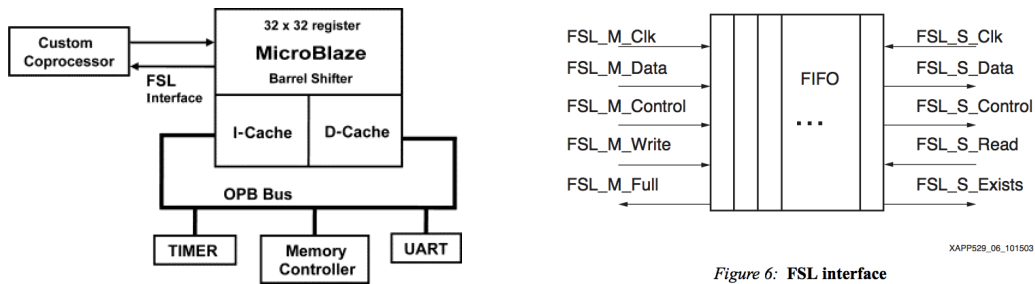 32 x 32 register
MicroBlaze
Barrel Shifter
Custom
Coprocessor
FSL
Interface
I-Cache
D-Cache
OPB Bus
TIMER
Memory
Controller
UART
FSL_M_Clk
FSL_M_Data
FSL_M_Control
FSL_M_Write
FSL_M_Full
FIFO
...
FSL_S_Clk
FSL_S_Data
FSL_S_Control
FSL_S_Read
FSL_S_Exists
XAPP529_06_101503
Figure 6: FSL interface